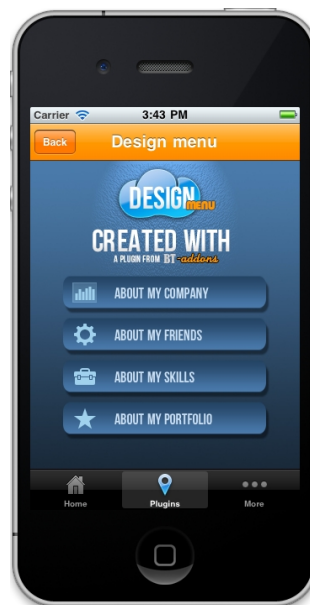 Carrier 3:43 PM
Back Design menu
DESIGN
MENU
CREATED WITH
A PLUGIN FROM BT-addons
ABOUT MY COMPANY
ABOUT MY FRIENDS
ABOUT MY SKILLS
ABOUT MY PORTFOLIO
Home Plugins More